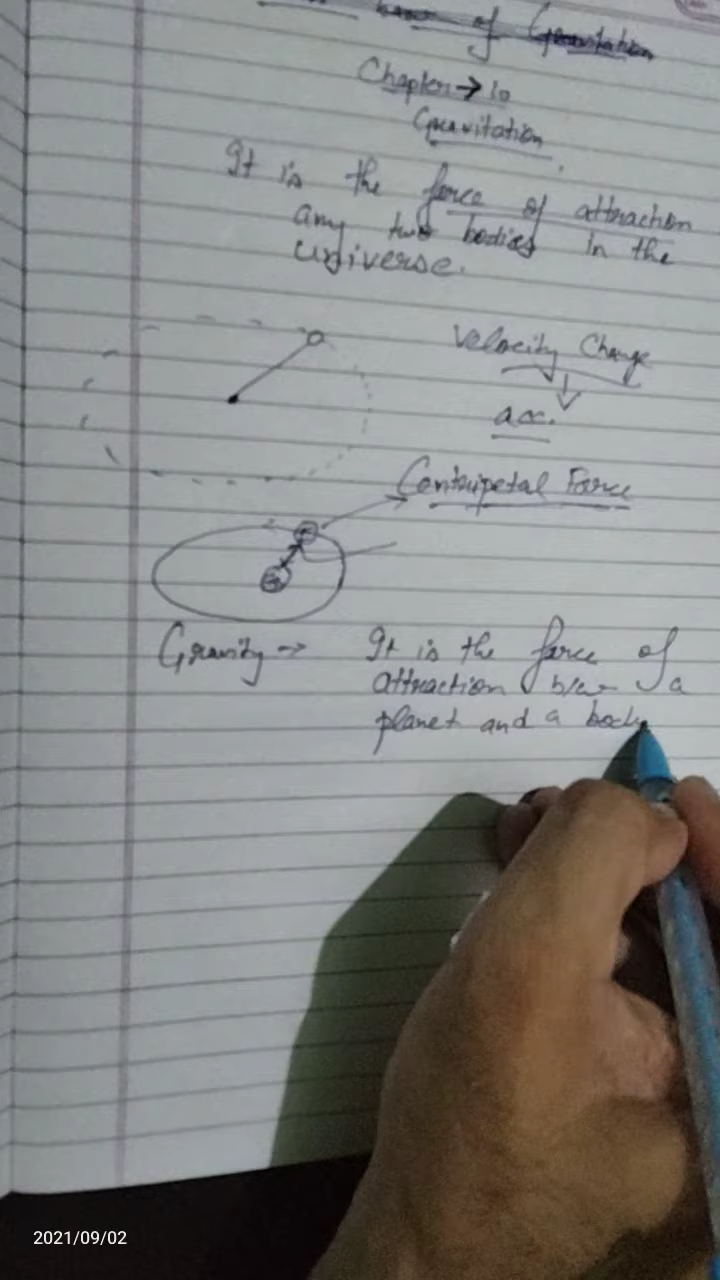 of Gravitation
Chapter → 10
Gravitation
It is the force of attraction
any two bodies in the
universe.
Velocity Change
acc.
Centripetal Force
Gravity → It is the force of
attraction b/w a
planet and a body
2021/09/02